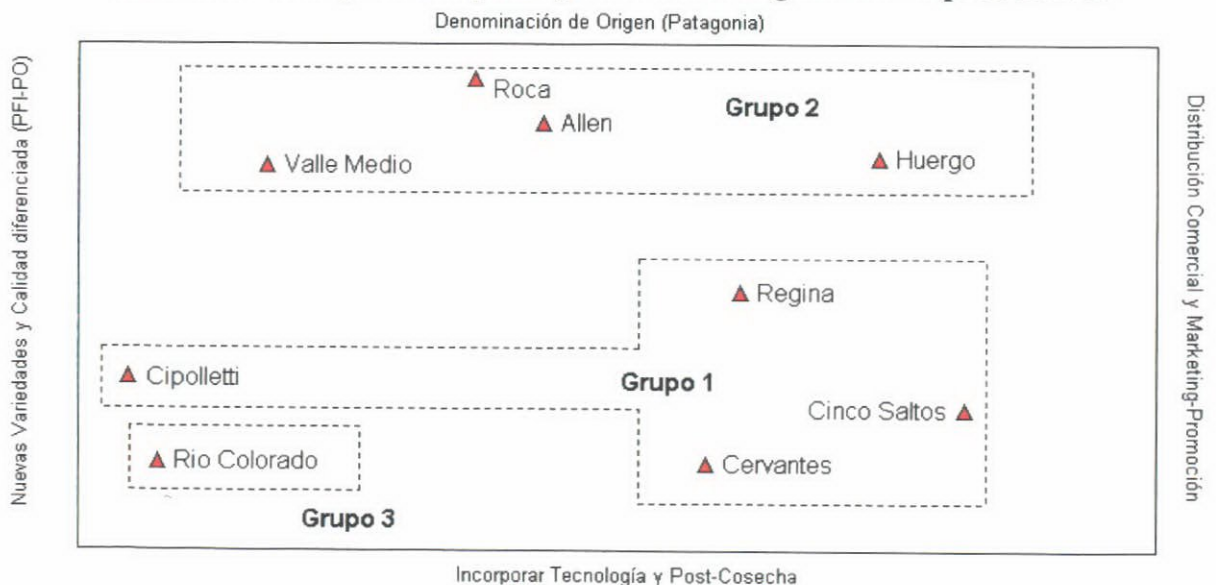 Denominación de Origen (Patagonia)
Nuevas Variedades y Calidad diferenciada (PFI-PO)
Distribución Comercial y Marketing-Promoción
Roca
Grupo 2
Allen
Valle Medio
Huergo
Regina
Cipolletti
Grupo 1
Cinco Saltos
Rio Colorado
Cervantes
Grupo 3
Incorporar Tecnología y Post-Cosecha